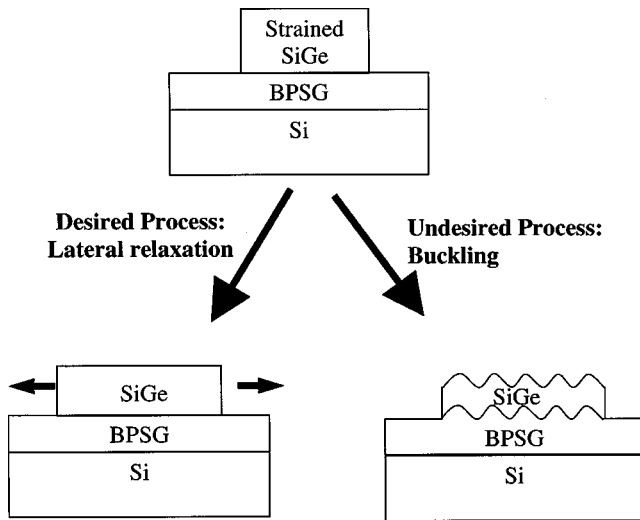 Strained
SiGe
BPSG
Si
Desired Process:
Lateral relaxation
Undesired Process:
Buckling
SiGe
BPSG
Si
SiGe
BPSG
Si